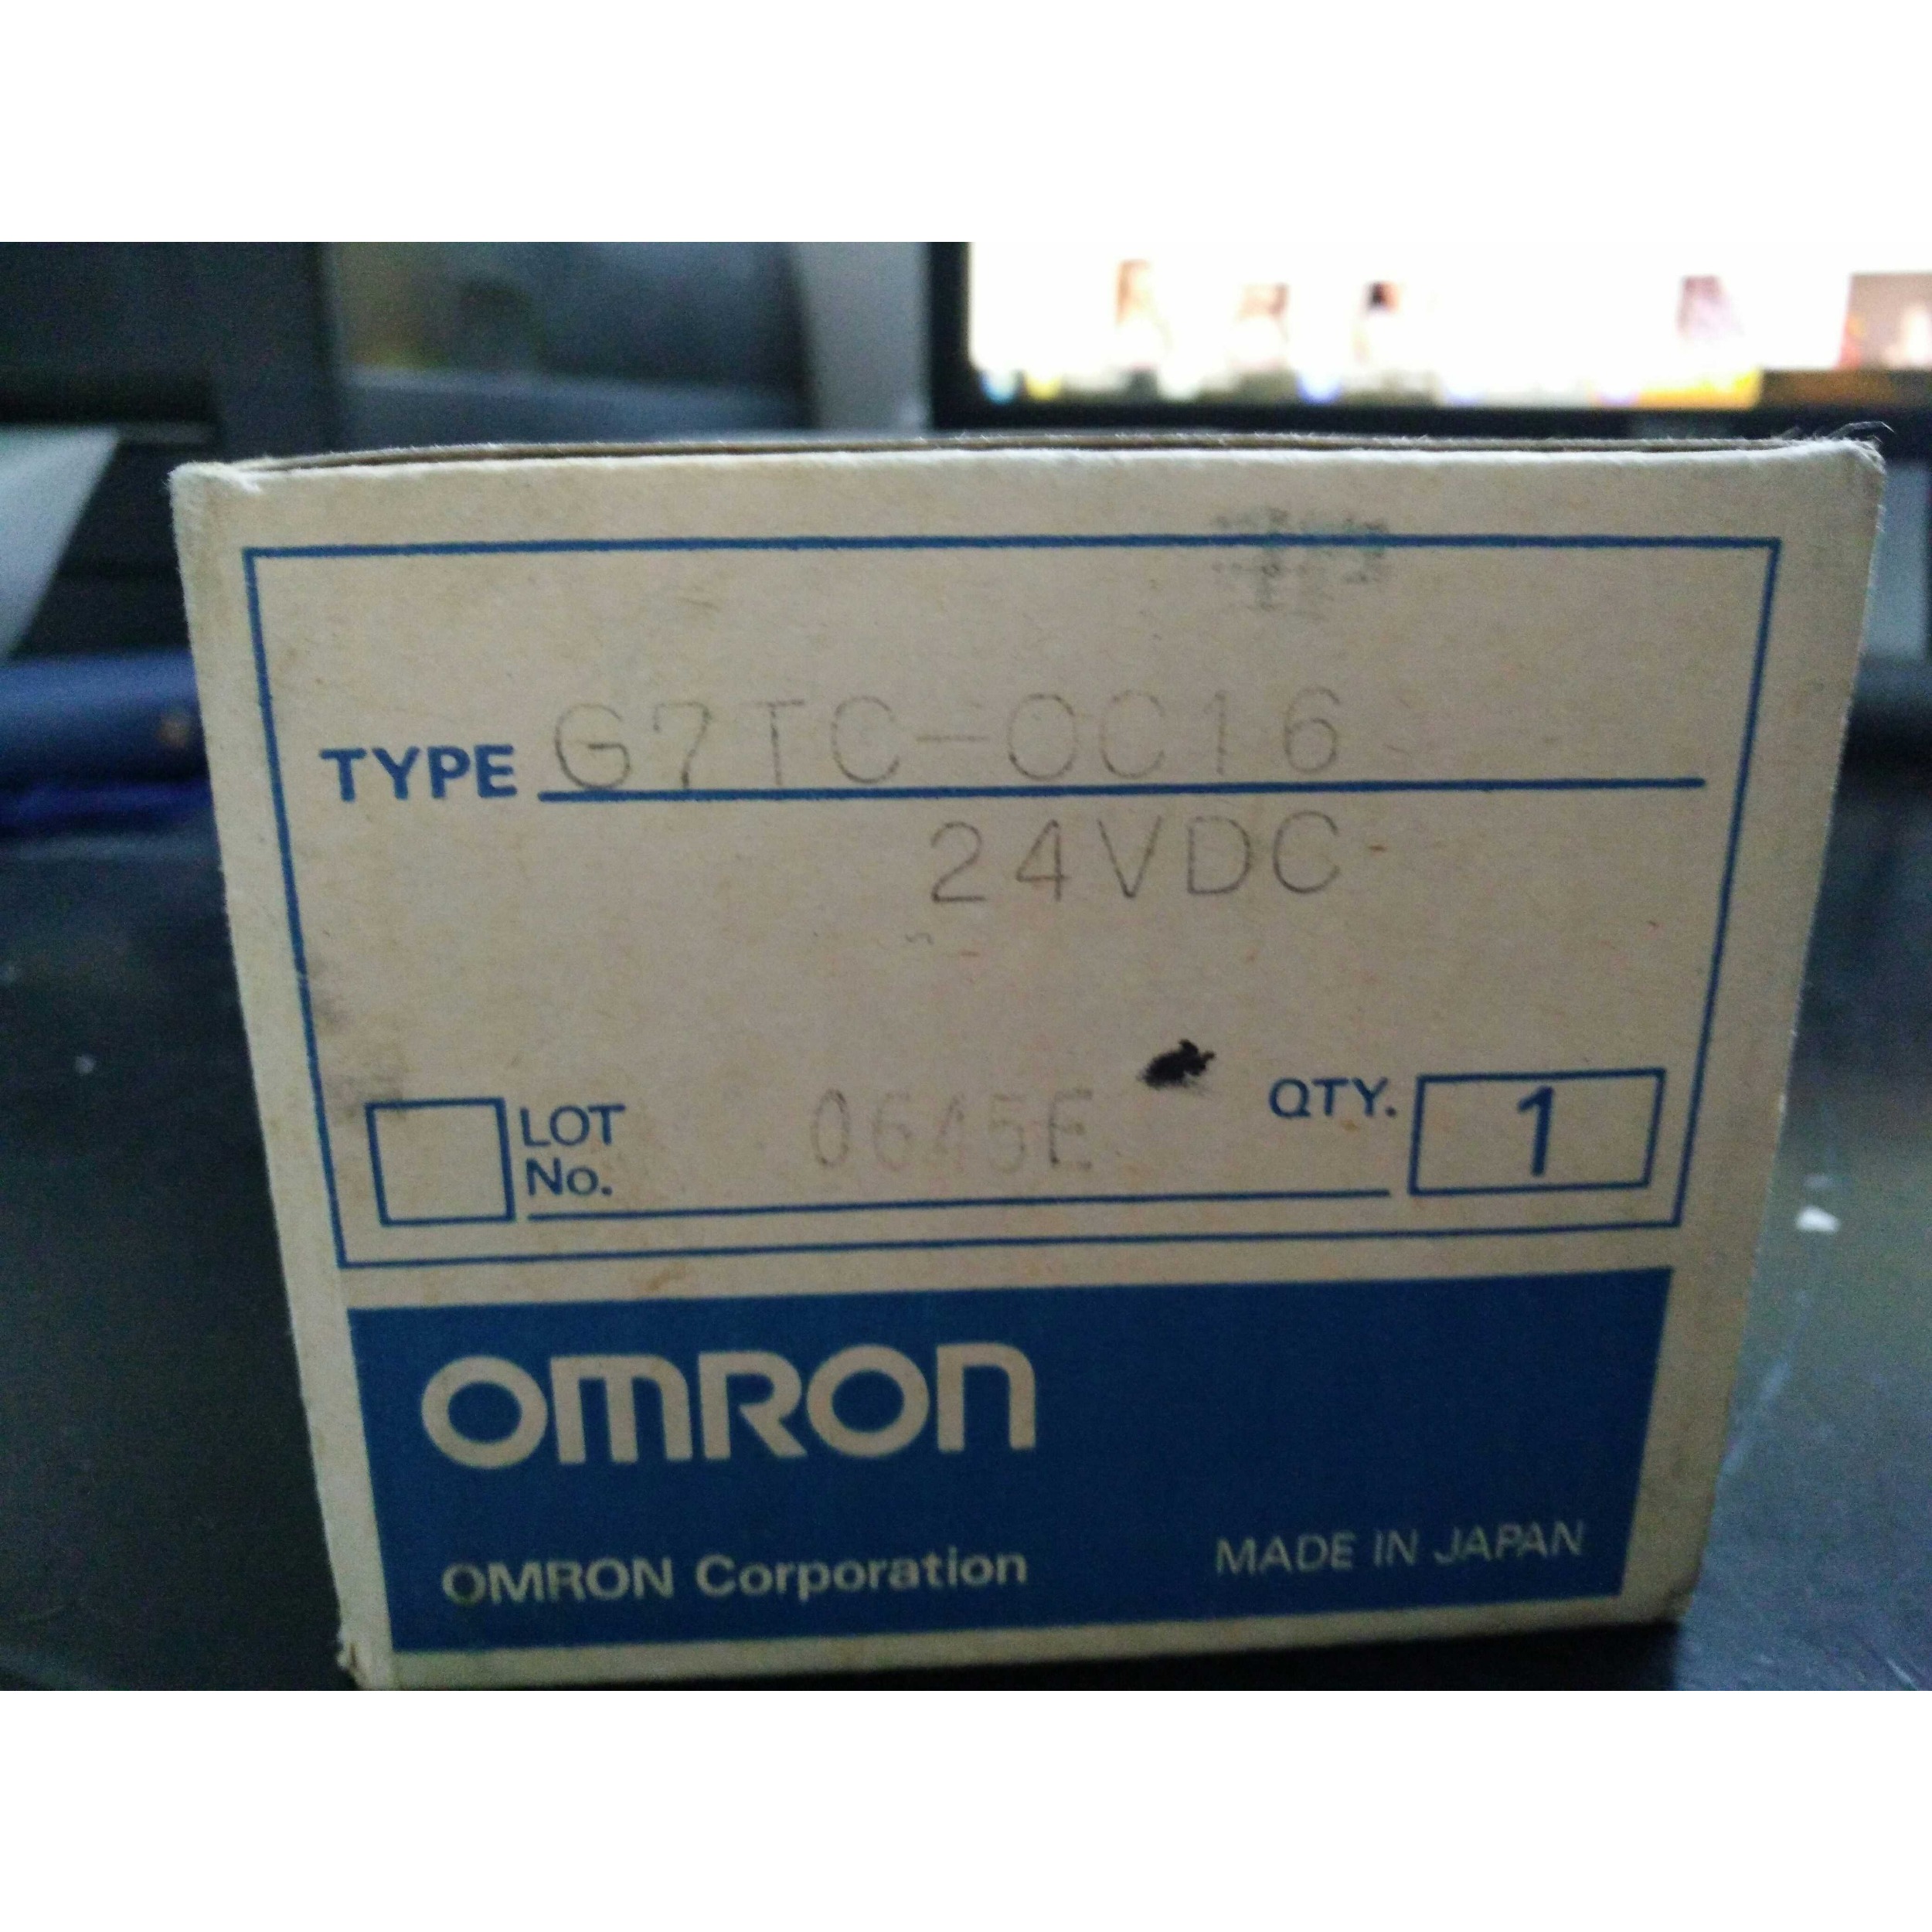 TYPE G7TC-OC16
24VDC
LOT No. 0645E QTY. 1
OMRON
OMRON Corporation MADE IN JAPAN